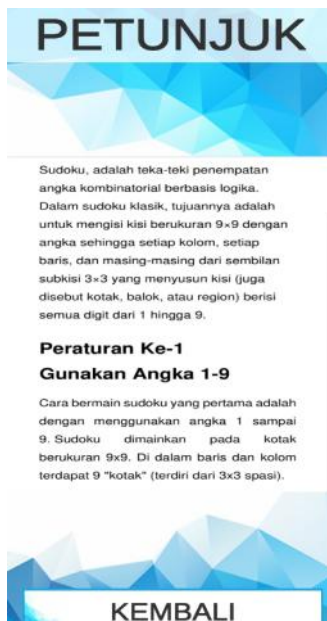 PETUNJUK
Sudoku, adalah teka-teki penempatan
angka kombinatorial berbasis logika.
Dalam sudoku klasik, tujuannya adalah
untuk mengisi kisi berukuran 9×9 dengan
angka sehingga setiap kolom, setiap
baris, dan masing-masing dari sembilan
subkisi 3×3 yang menyusun kisi (juga
disebut kotak, balok, atau region) berisi
semua digit dari 1 hingga 9.
Peraturan Ke-1
Gunakan Angka 1-9
Cara bermain sudoku yang pertama adalah
dengan menggunakan angka 1 sampai
9. Sudoku dimainkan pada kotak
berukuran 9x9. Di dalam baris dan kolom
terdapat 9 "kotak" (terdiri dari 3x3 spasi).
KEMBALI